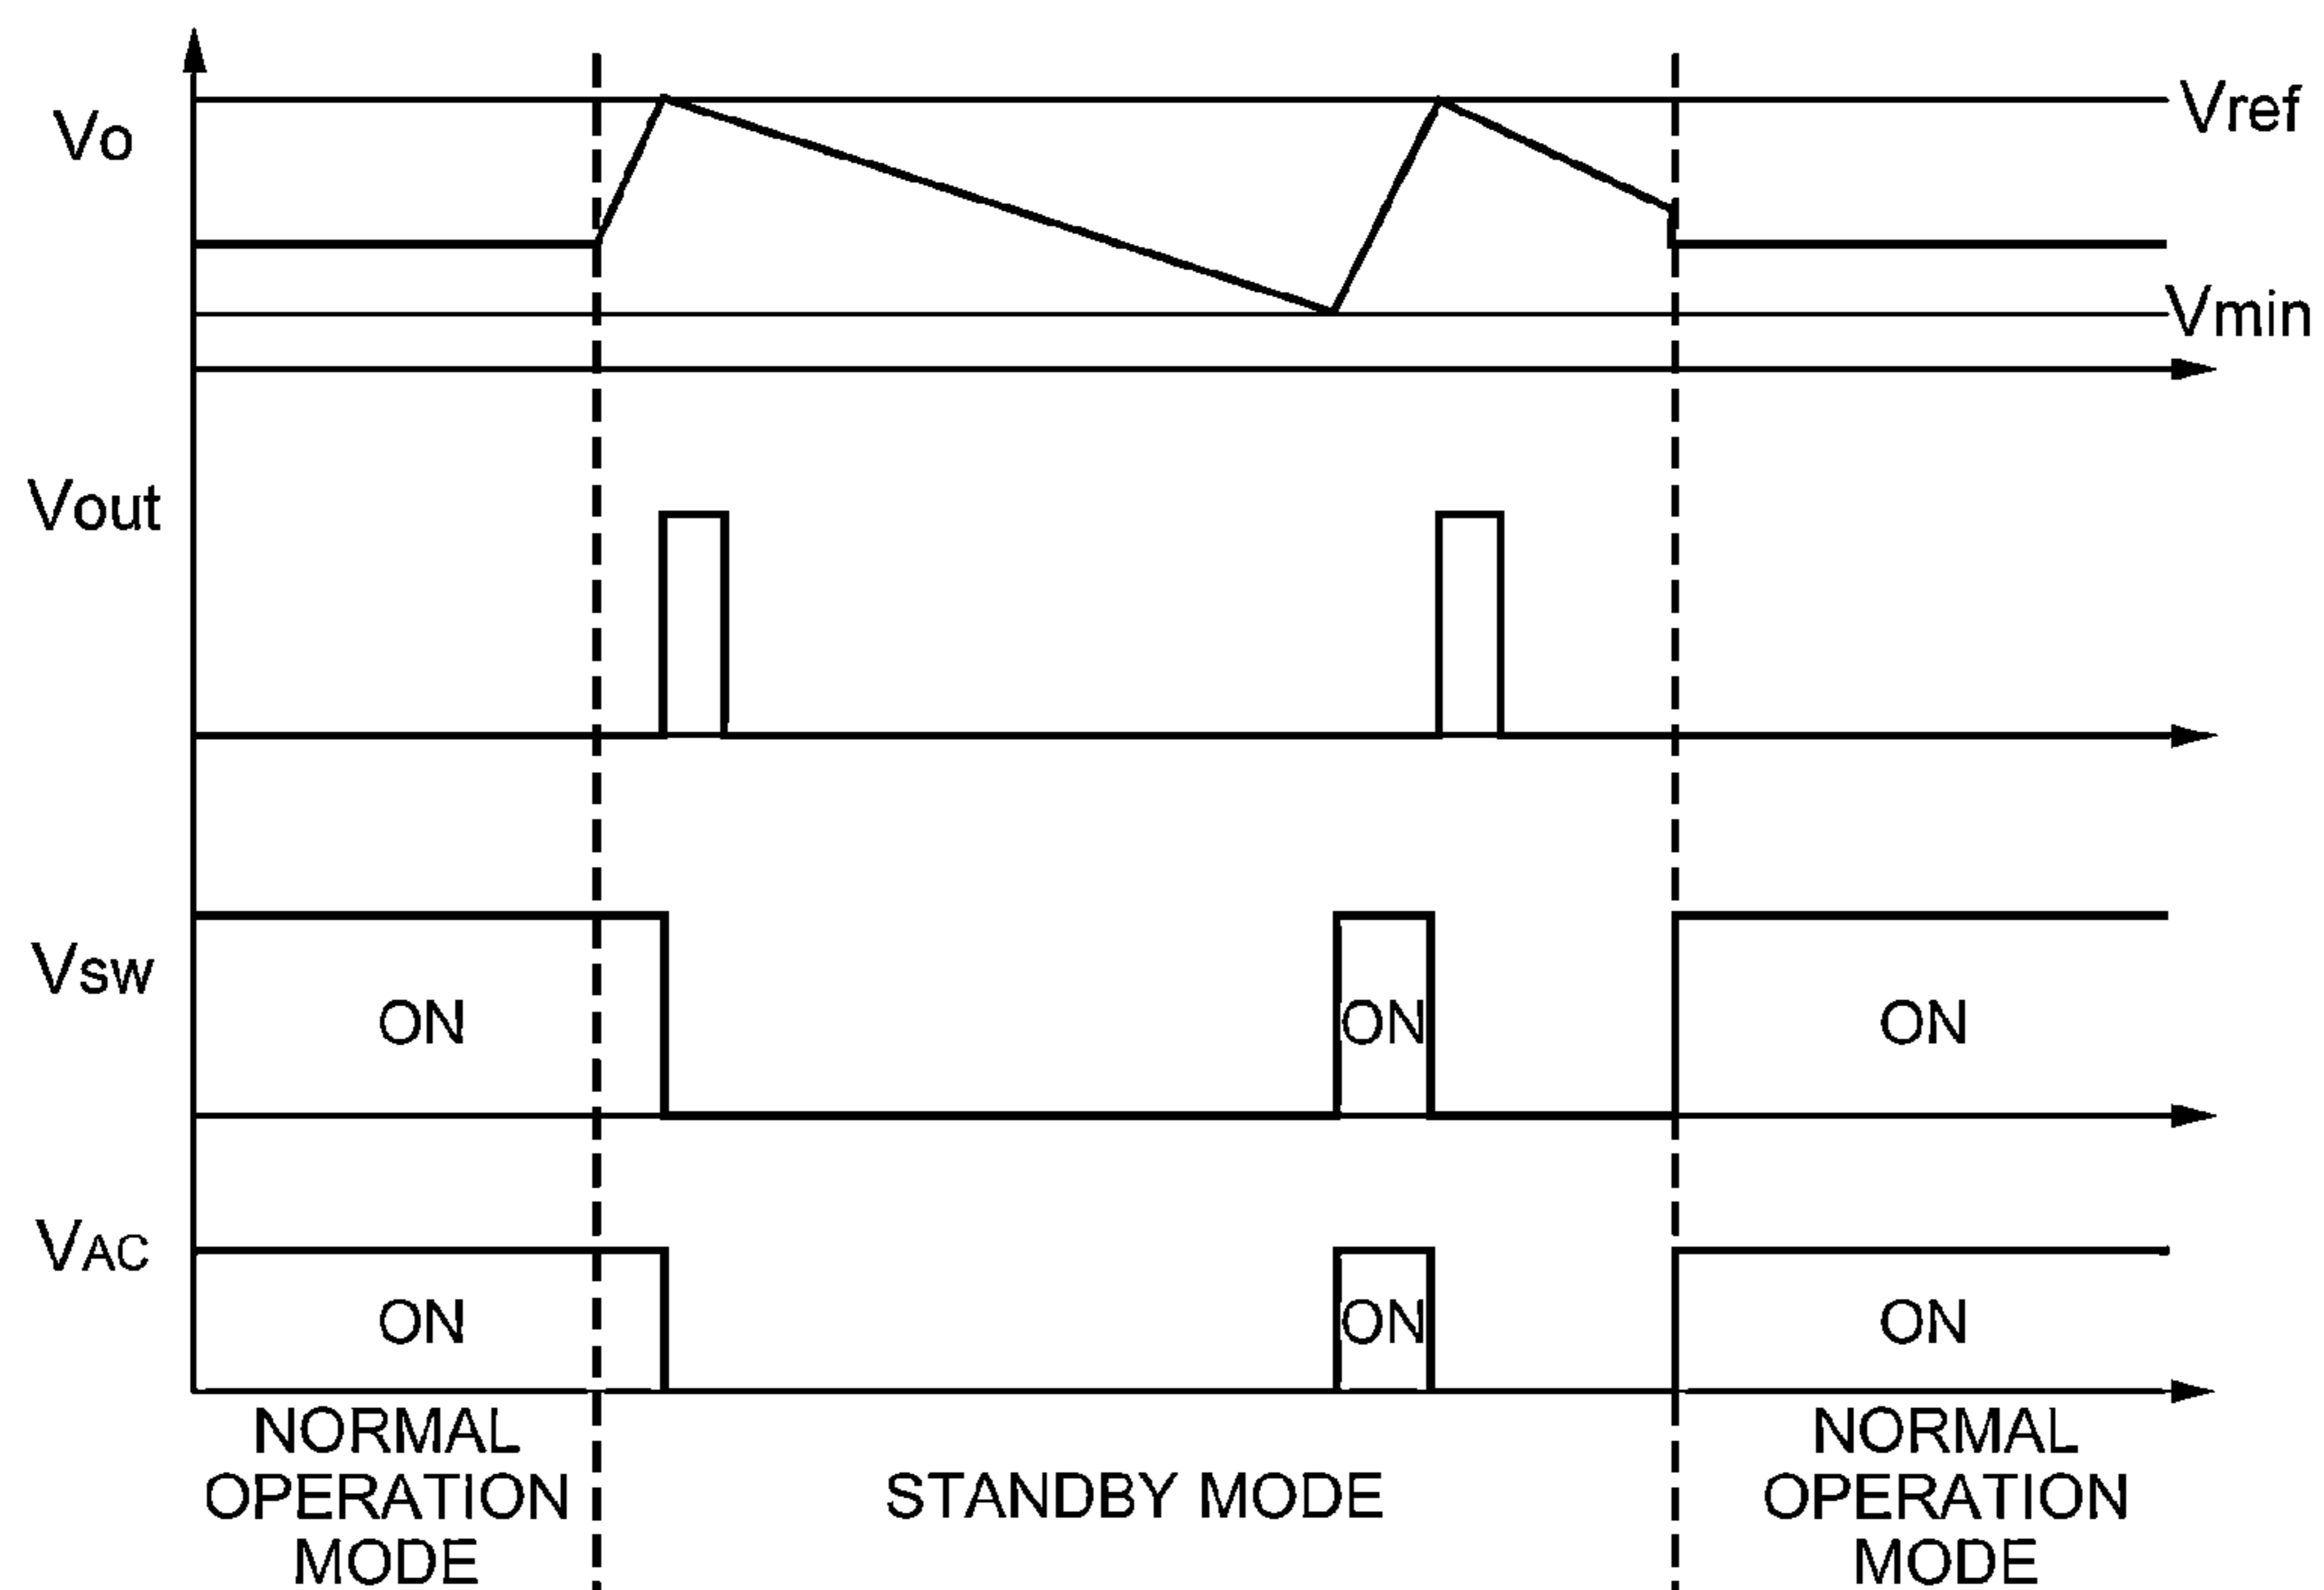 Vo
Vref
Vmin
Vout
Vsw
ON
ON
ON
VAC
ON
ON
ON
NORMAL
OPERATION
MODE
STANDBY MODE
NORMAL
OPERATION
MODE